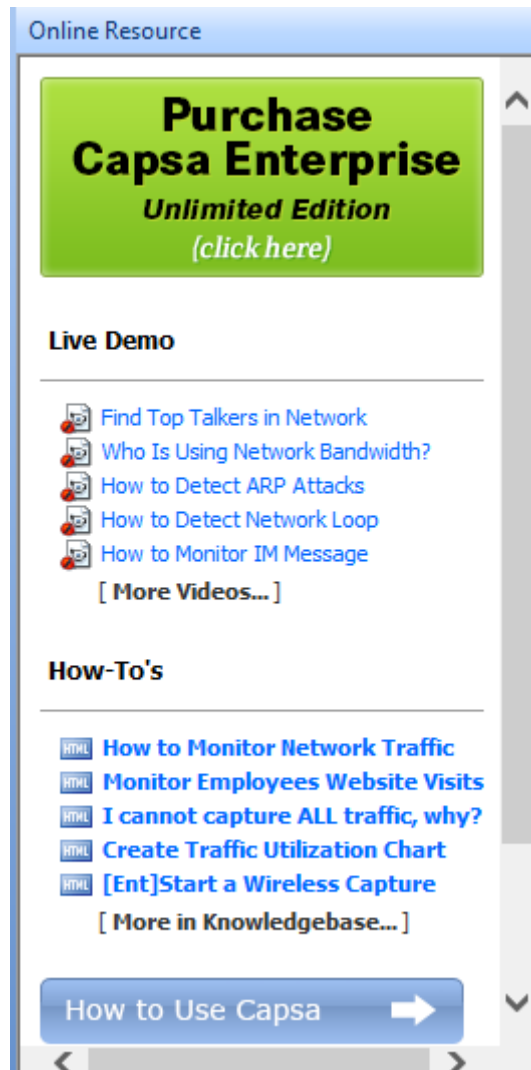 Online Resource
Purchase
Capsa Enterprise
Unlimited Edition
(click here)
Live Demo
Find Top Talkers in Network
Who Is Using Network Bandwidth?
How to Detect ARP Attacks
How to Detect Network Loop
How to Monitor IM Message
[ More Videos... ]
How-To's
HTML How to Monitor Network Traffic
HTML Monitor Employees Website Visits
HTML I cannot capture ALL traffic, why?
HTML Create Traffic Utilization Chart
HTML [Ent]Start a Wireless Capture
[ More in Knowledgebase... ]
How to Use Capsa